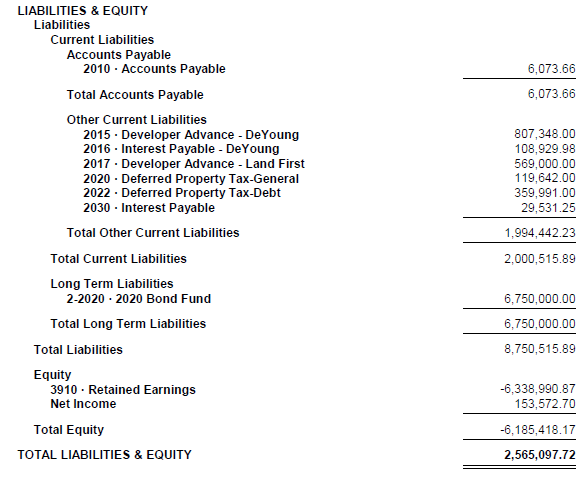 LIABILITIES & EQUITY
Liabilities
Current Liabilities
Accounts Payable
2010 · Accounts Payable 6,073.66
Total Accounts Payable 6,073.66
Other Current Liabilities
2015 · Developer Advance - DeYoung 807,348.00
2016 · Interest Payable - DeYoung 108,929.98
2017 · Developer Advance - Land First 569,000.00
2020 · Deferred Property Tax-General 119,642.00
2022 · Deferred Property Tax-Debt 359,991.00
2030 · Interest Payable 29,531.25
Total Other Current Liabilities 1,994,442.23
Total Current Liabilities 2,000,515.89
Long Term Liabilities
2-2020 · 2020 Bond Fund 6,750,000.00
Total Long Term Liabilities 6,750,000.00
Total Liabilities 8,750,515.89
Equity
3910 · Retained Earnings -6,338,990.87
Net Income 153,572.70
Total Equity -6,185,418.17
TOTAL LIABILITIES & EQUITY 2,565,097.72